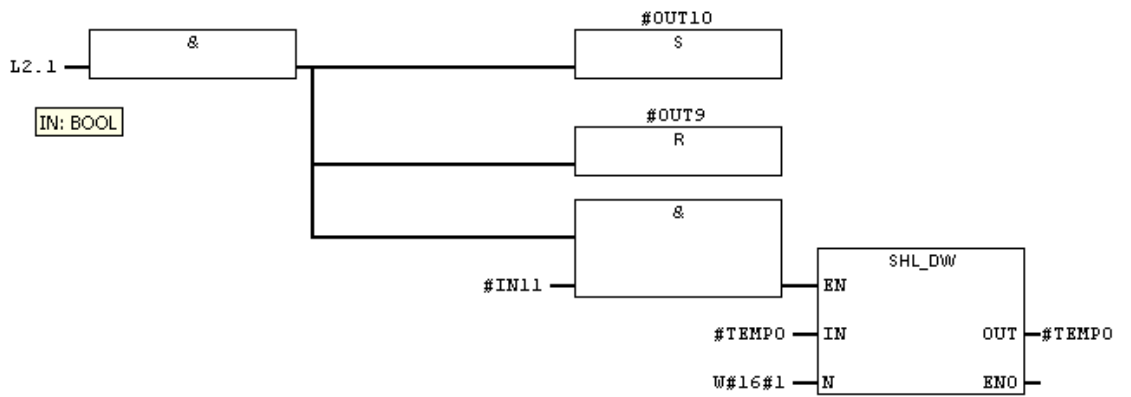 #OUT10
&
S
L2.1
IN: BOOL
#OUT9
R
&
#IN11
SHL_DW
EN
#TEMP0
IN
OUT
#TEMP0
W#16#1
N
ENO